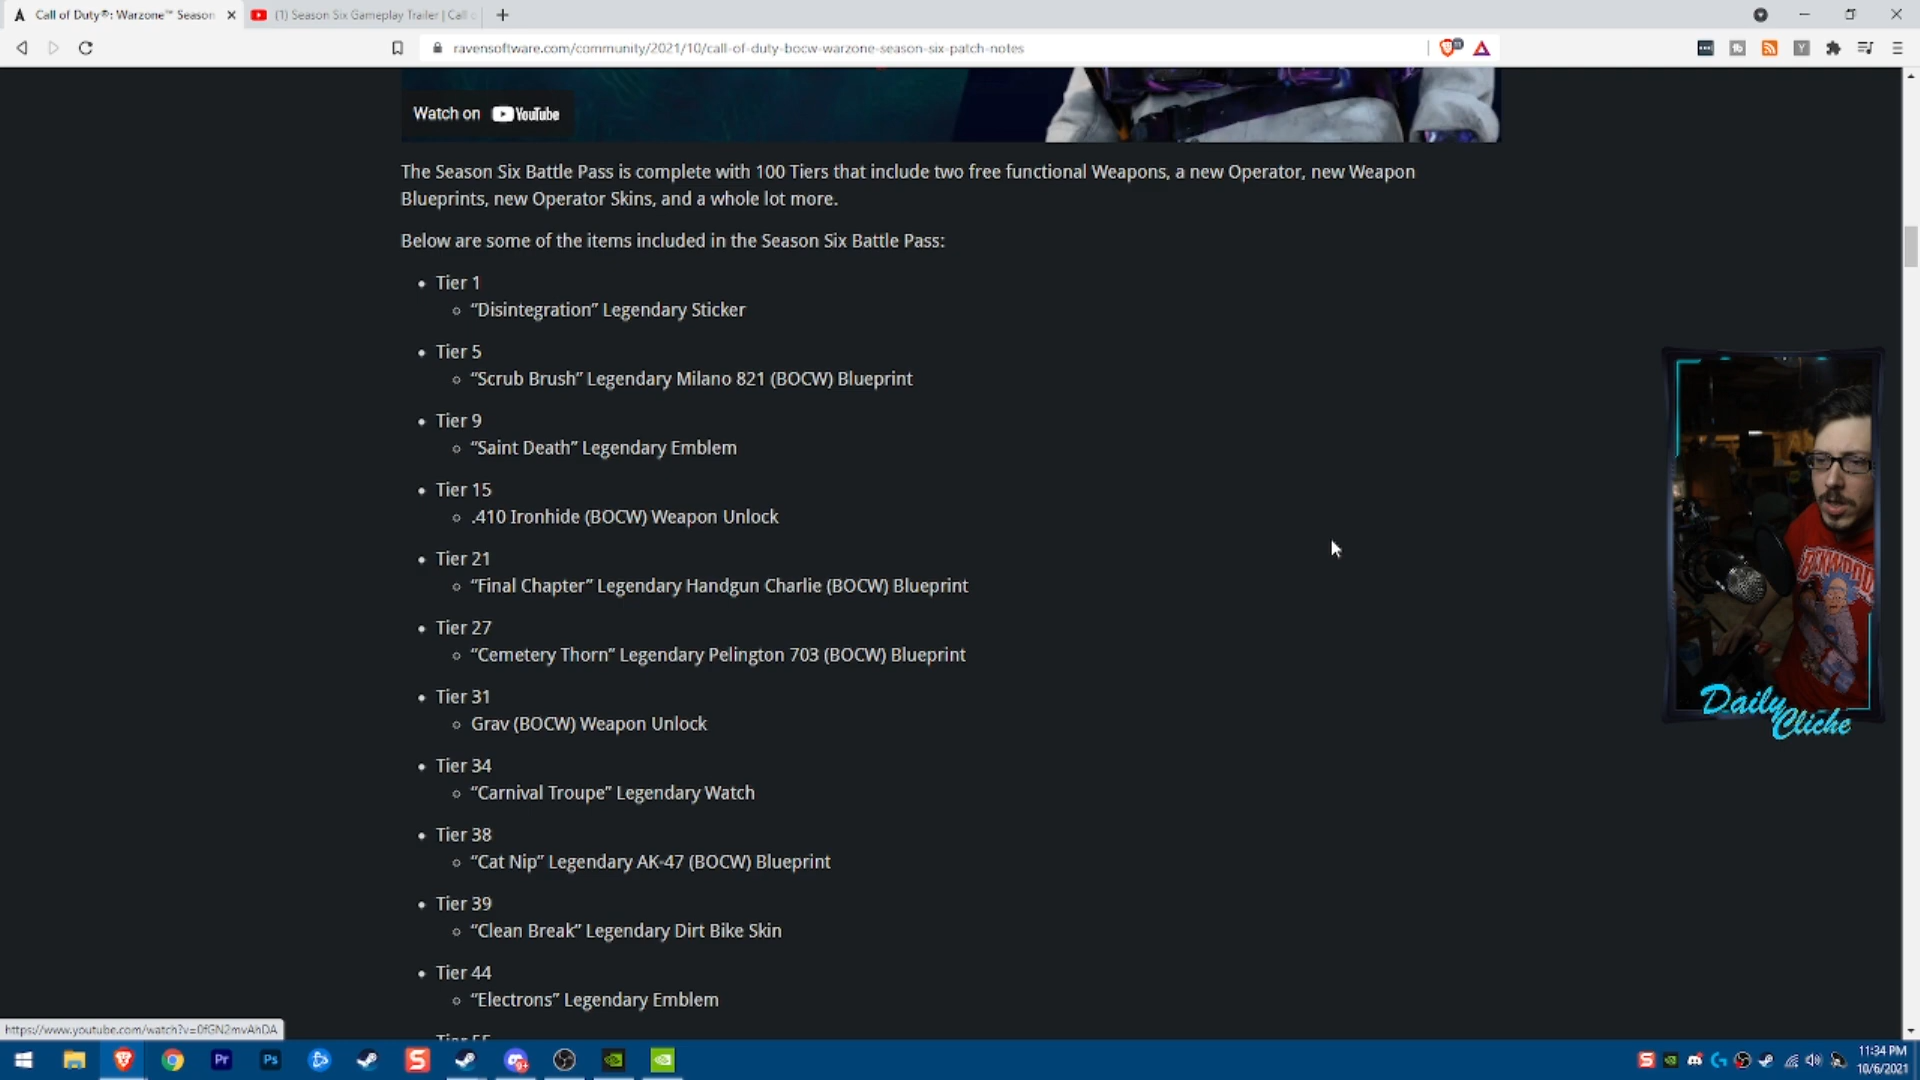 Call of Duty®: Warzone™ Season
(1) Season Six Gameplay Trailer | Call
ravensoftware.com/community/2021/10/call-of-duty-bocw-warzone-season-six-patch-notes
Watch on YouTube
The Season Six Battle Pass is complete with 100 Tiers that include two free functional Weapons, a new Operator, new Weapon
Blueprints, new Operator Skins, and a whole lot more.
Below are some of the items included in the Season Six Battle Pass:
Tier 1
“Disintegration” Legendary Sticker
Tier 5
“Scrub Brush” Legendary Milano 821 (BOCW) Blueprint
Tier 9
“Saint Death” Legendary Emblem
Tier 15
.410 Ironhide (BOCW) Weapon Unlock
Tier 21
“Final Chapter” Legendary Handgun Charlie (BOCW) Blueprint
Tier 27
“Cemetery Thorn” Legendary Pelington 703 (BOCW) Blueprint
Tier 31
Grav (BOCW) Weapon Unlock
Tier 34
“Carnival Troupe” Legendary Watch
Tier 38
“Cat Nip” Legendary AK-47 (BOCW) Blueprint
Tier 39
“Clean Break” Legendary Dirt Bike Skin
Tier 44
“Electrons” Legendary Emblem
Daily
Cliche
https://www.youtube.com/watch?v=0fGN2mvAhDA
Pr
Ps
11:34 PM
10/6/2021